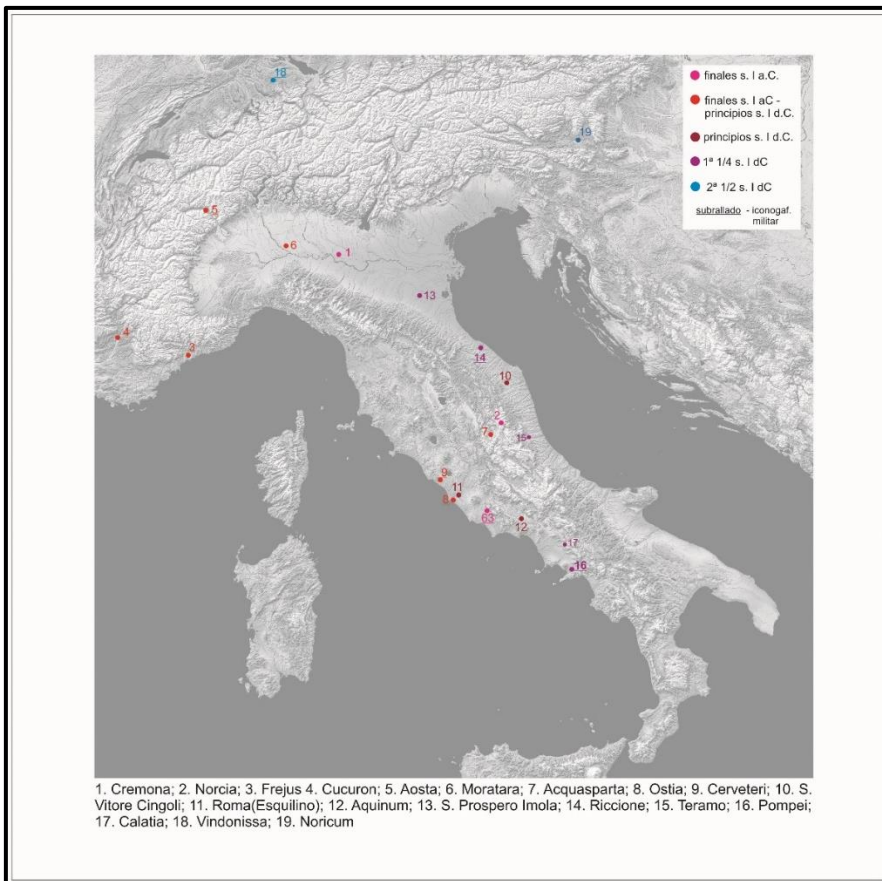 18
finales s. I a.C.
finales s. I aC -
principios s. I d.C.
principios s. I d.C.
1ª 1/4 s. I dC
2ª 1/2 s. I dC
subrallado - iconogaf.
militar
19
5
6
1
13
4
3
14
10
2
7
15
9
11
8
63
12
17
16
1. Cremona; 2. Norcia; 3. Frejus 4. Cucuron; 5. Aosta; 6. Moratara; 7. Acquasparta; 8. Ostia; 9. Cerveteri; 10. S.
Vitore Cingoli; 11. Roma(Esquilino); 12. Aquinum; 13. S. Prospero Imola; 14. Riccione; 15. Teramo; 16. Pompei;
17. Calatia; 18. Vindonissa; 19. Noricum